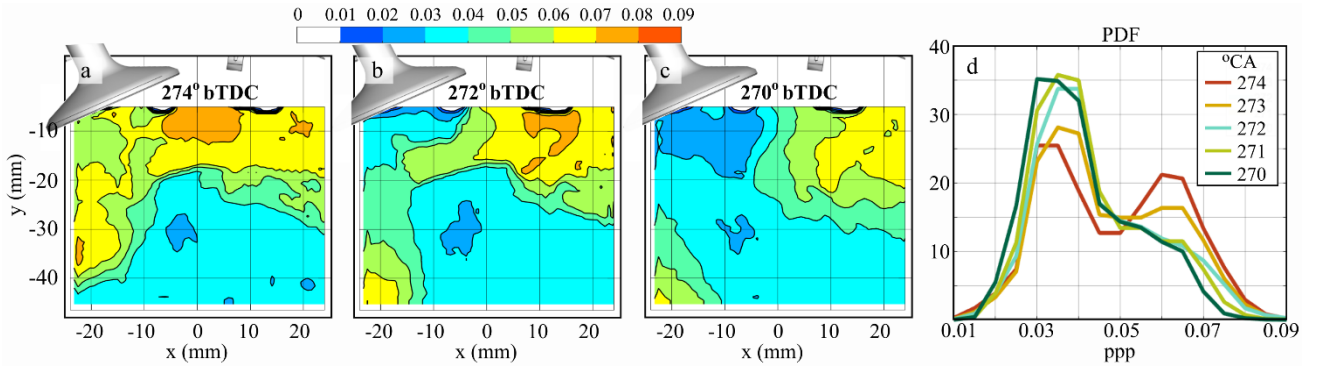 0 0.01 0.02 0.03 0.04 0.05 0.06 0.07 0.08 0.09
a
274° bTDC
b
272° bTDC
c
270° bTDC
y (mm)
-10
-20
-30
-40
-20 -10 0 10 20
x (mm)
-20 -10 0 10 20
x (mm)
-20 -10 0 10 20
x (mm)
PDF
d
40
30
20
10
°CA
274
273
272
271
270
0.01 0.03 0.05 0.07 0.09
ppp